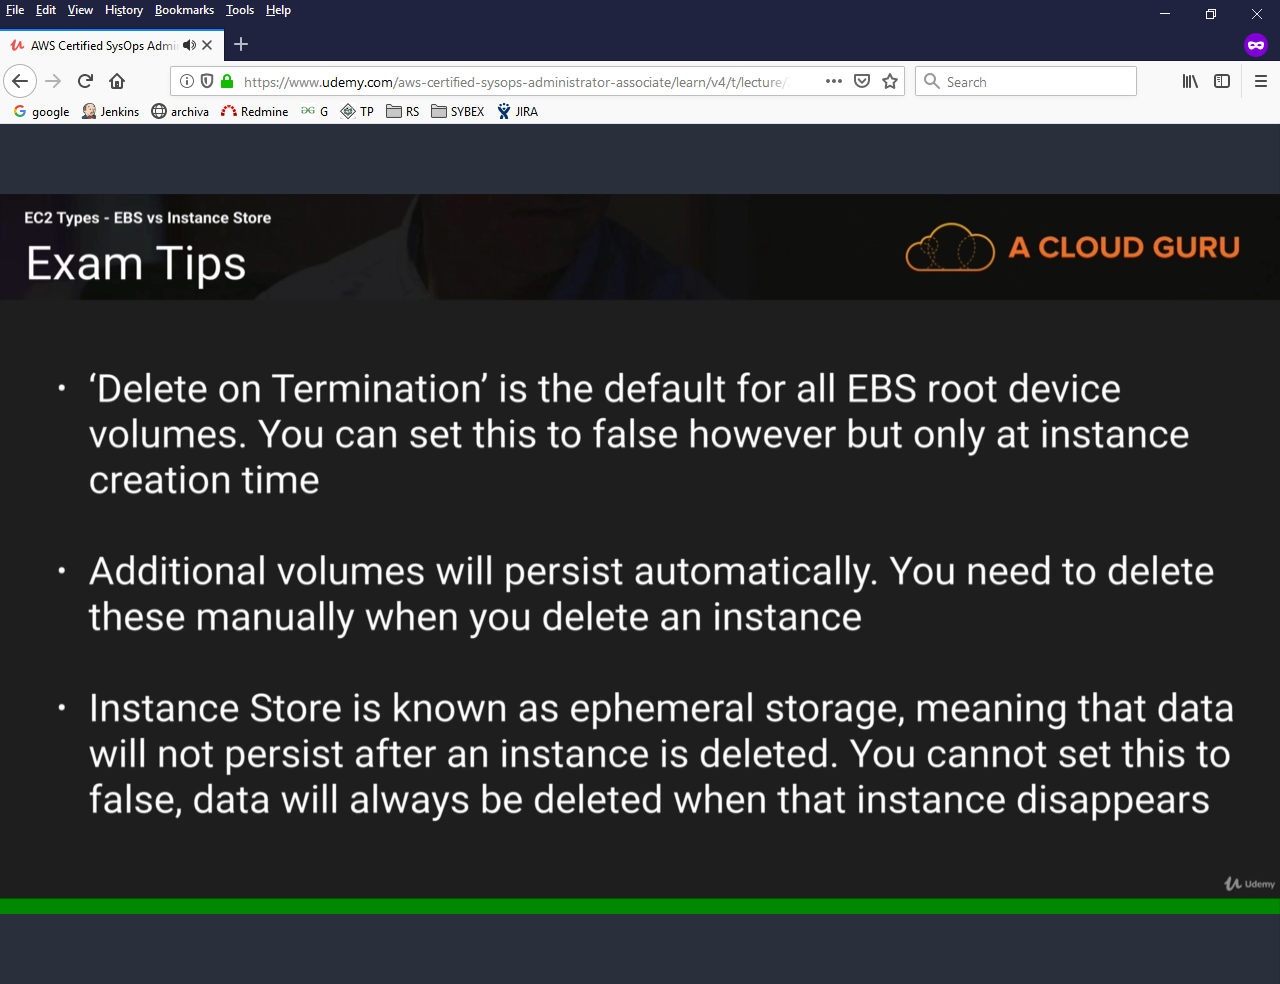 File Edit View History Bookmarks Tools Help
AWS Certified SysOps Admi
https://www.udemy.com/aws-certified-sysops-administrator-associate/learn/v4/t/lecture/
Search
google Jenkins archiva Redmine G TP RS SYBEX JIRA
EC2 Types - EBS vs Instance Store
Exam Tips
A CLOUD GURU
• ‘Delete on Termination’ is the default for all EBS root device
volumes. You can set this to false however but only at instance
creation time
• Additional volumes will persist automatically. You need to delete
these manually when you delete an instance
• Instance Store is known as ephemeral storage, meaning that data
will not persist after an instance is deleted. You cannot set this to
false, data will always be deleted when that instance disappears
Udemy